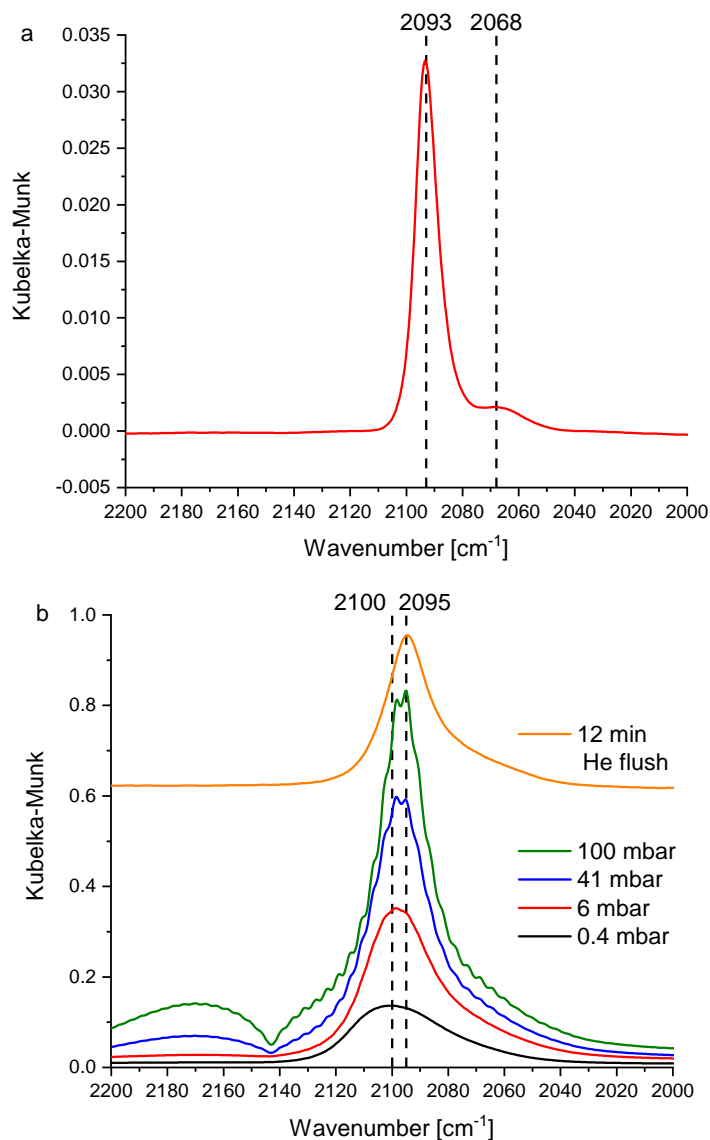 a
2093 2068
0.035
0.030
0.025
0.020
0.015
0.010
0.005
0.000
-0.005
Kubelka-Munk
2200 2180 2160 2140 2120 2100 2080 2060 2040 2020 2000
Wavenumber [cm-1]
b
2100 2095
1.0
0.8
0.6
0.4
0.2
0.0
Kubelka-Munk
12 min
He flush
100 mbar
41 mbar
6 mbar
0.4 mbar
2200 2180 2160 2140 2120 2100 2080 2060 2040 2020 2000
Wavenumber [cm-1]